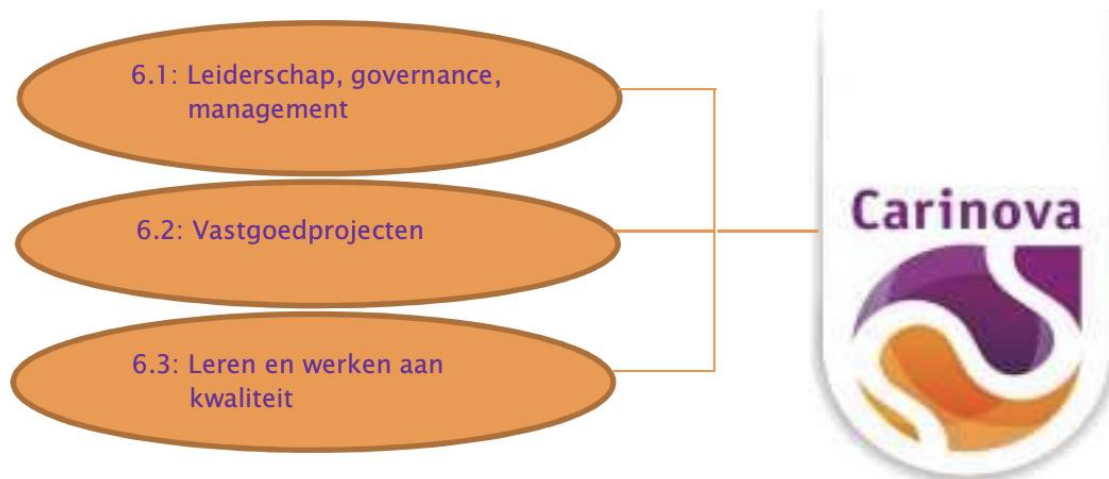 6.1: Leiderschap, governance,
management
6.2: Vastgoedprojecten
6.3: Leren en werken aan
kwaliteit
Carinova